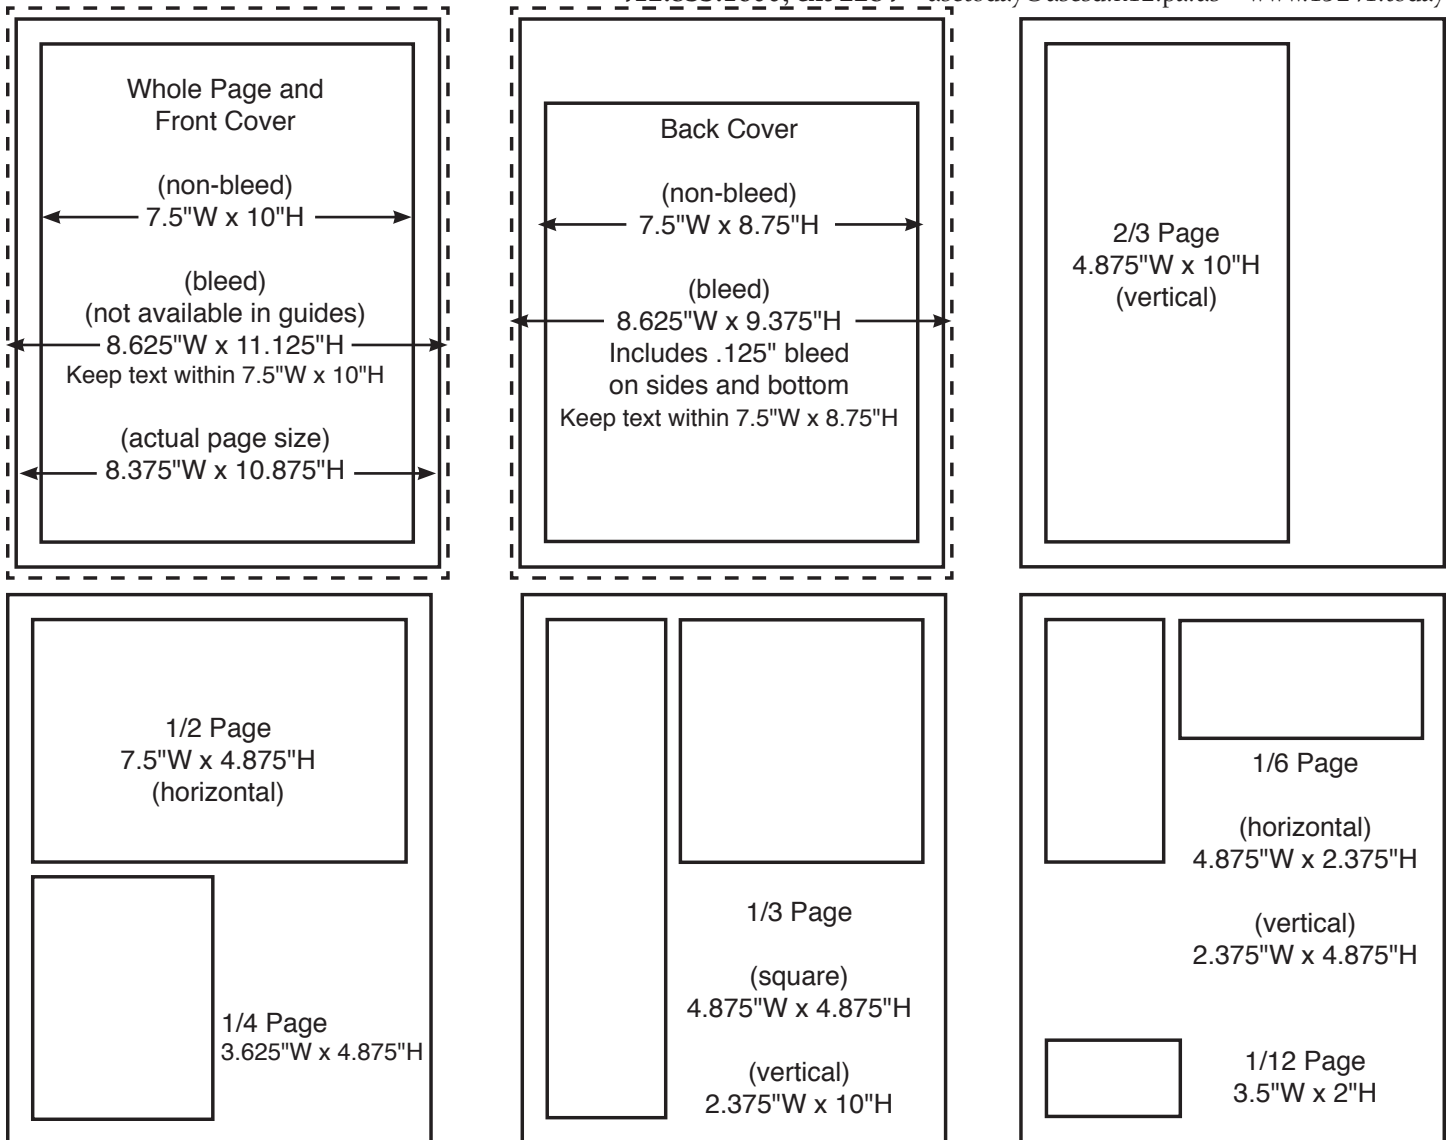 Whole Page and
Front Cover
(non-bleed)
7.5"W x 10"H
(bleed)
(not available in guides)
8.625"W x 11.125"H
Keep text within 7.5"W x 10"H
(actual page size)
8.375"W x 10.875"H
Back Cover
(non-bleed)
7.5"W x 8.75"H
(bleed)
8.625"W x 9.375"H
Includes .125" bleed
on sides and bottom
Keep text within 7.5"W x 8.75"H
2/3 Page
4.875"W x 10"H
(vertical)
1/2 Page
7.5"W x 4.875"H
(horizontal)
1/4 Page
3.625"W x 4.875"H
1/3 Page
(square)
4.875"W x 4.875"H
(vertical)
2.375"W x 10"H
1/6 Page
(horizontal)
4.875"W x 2.375"H
(vertical)
2.375"W x 4.875"H
1/12 Page
3.5"W x 2"H